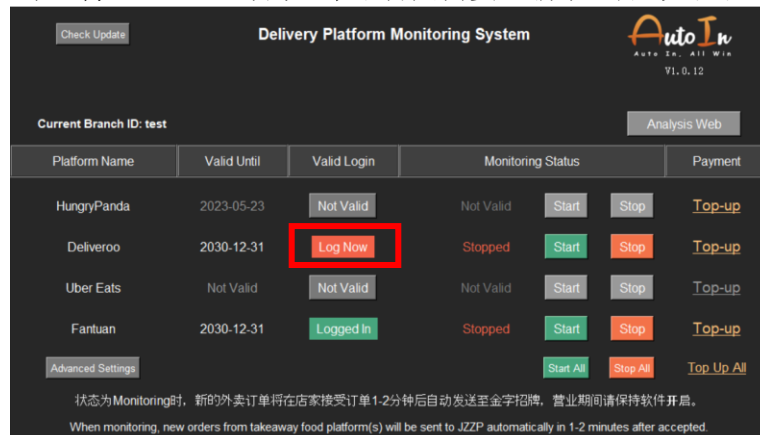 Check Update
Delivery Platform Monitoring System
Auto In
Auto In, All Win
V1.0.12
Current Branch ID: test
Analysis Web
Platform Name Valid Until Valid Login Monitoring Status Payment
HungryPanda 2023-05-23 Not Valid Not Valid Start Stop Top-up
Deliveroo 2030-12-31 Log Now Stopped Start Stop Top-up
Uber Eats Not Valid Not Valid Not Valid Start Stop Top-up
Fantuan 2030-12-31 Logged In Stopped Start Stop Top-up
Advanced Settings Start All Stop All Top Up All
状态为Monitoring时，新的外卖订单将在店家接受订单1-2分钟后自动发送至金字招牌，营业期间请保持软件开启。
When monitoring, new orders from takeaway food platform(s) will be sent to JZZP automatically in 1-2 minutes after accepted.